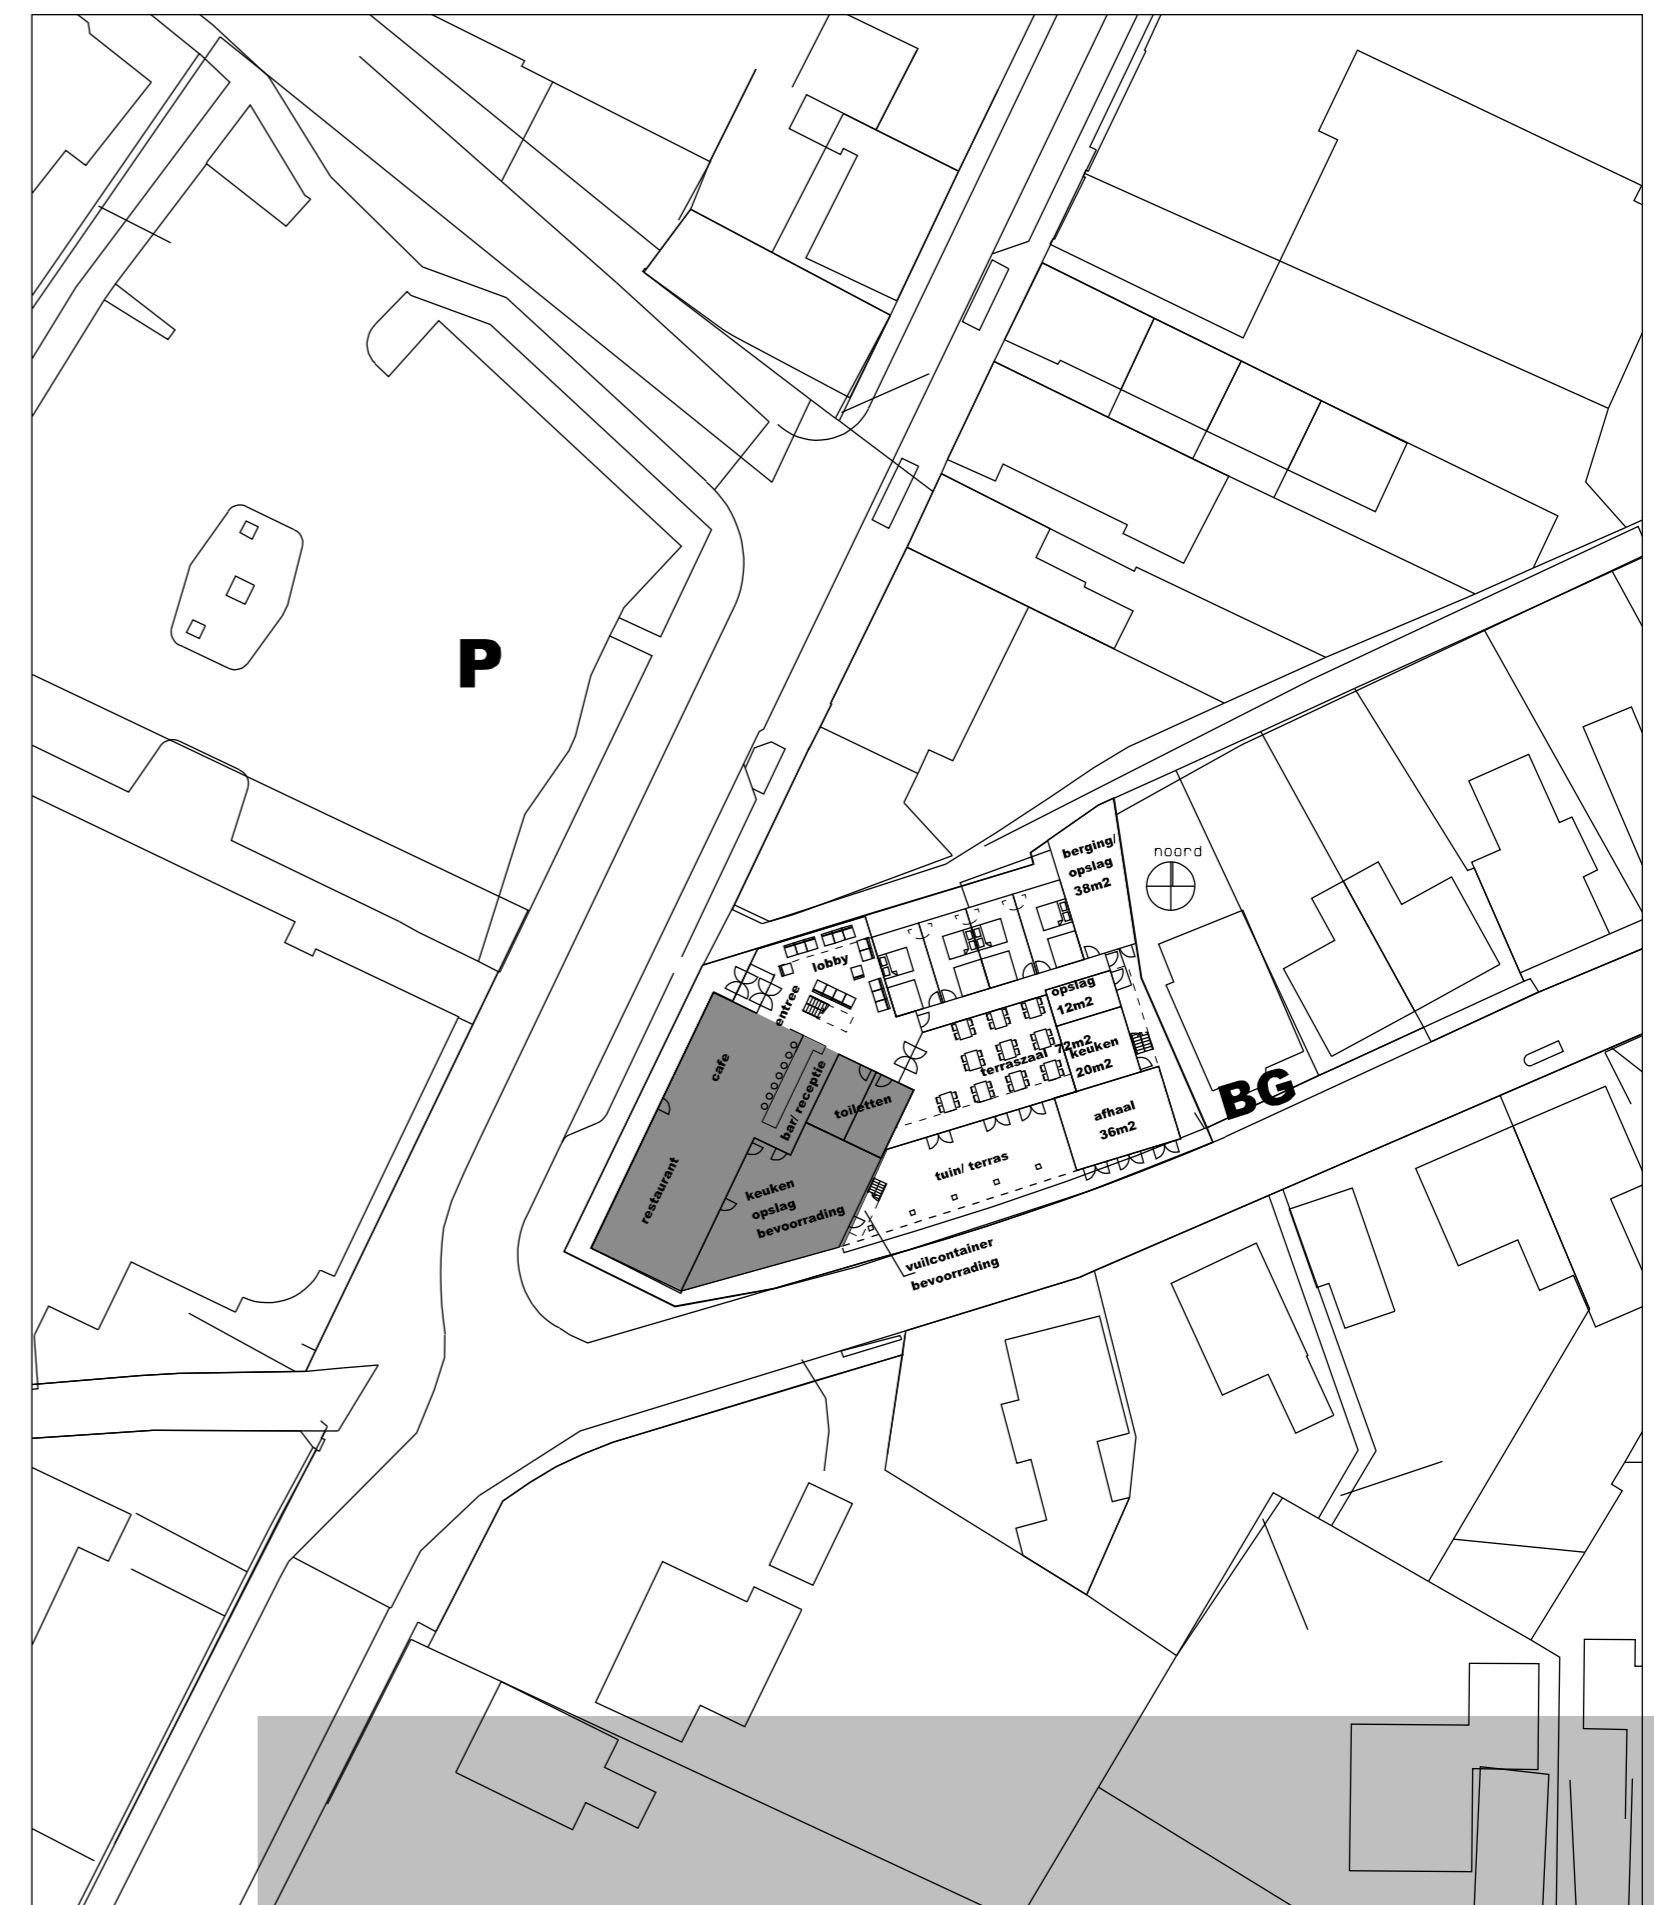 P
berging/
opslag
38m2
noord
lobby
entree
opslag
12m2
terraszaal 72m2
keuken
20m2
cafe
bar/ receptie
toiletten
BG
afhaal
36m2
tuin/ terras
restaurant
keuken
opslag
bevoorrading
vuilcontainer
bevoorrading